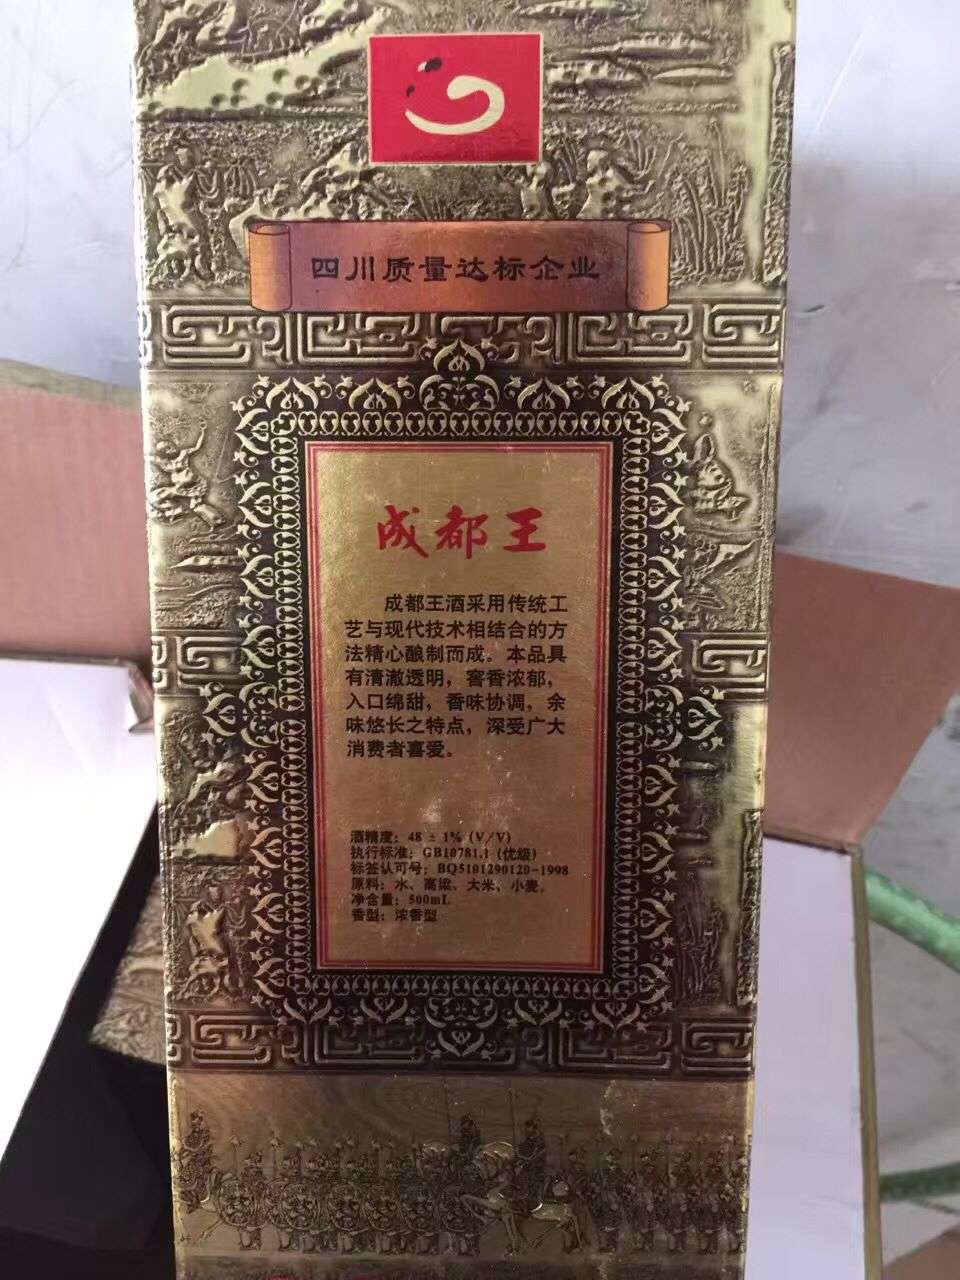 四川质量达标企业
成都王
成都王酒采用传统工
艺与现代技术相结合的方
法精心酿制而成。本品具
有清澈透明，窖香浓郁，
入口绵甜，香味协调，余
味悠长之特点，深受广大
消费者喜爱。
酒精度：48 ± 1% (V/V)
执行标准：GB10781.1 (优级)
标签认可号：BQ5101290120-1998
原料：水、高粱、大米、小麦。
净含量：500mL
香型：浓香型